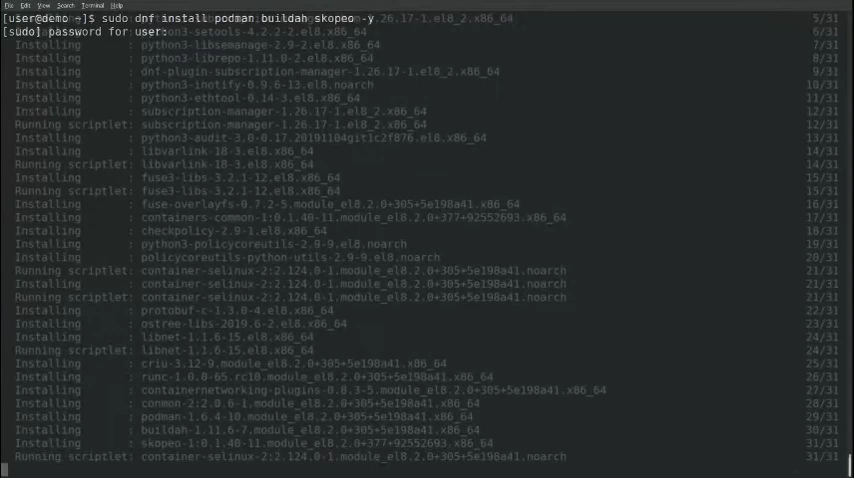 File Edit View Search Terminal Help
[user@demo ~]$ sudo dnf install podman buildah skopeo -y
5/31
[sudo] password for user:
python3-setools-4.2.2-2.el8.x86_64 6/31
Installing : python3-libsemanage-2.9-2.el8.x86_64 7/31
Installing : python3-librepo-1.11.0-2.el8.x86_64 8/31
Installing : dnf-plugin-subscription-manager-1.26.17-1.el8_2.x86_64 9/31
Installing : python3-inotify-0.9.6-13.el8.noarch 10/31
Installing : python3-ethtool-0.14-3.el8.x86_64 11/31
Installing : subscription-manager-1.26.17-1.el8_2.x86_64 12/31
Running scriptlet: subscription-manager-1.26.17-1.el8_2.x86_64 12/31
Installing : python3-audit-3.0-0.17.20191104gitic2f876.el8.x86_64 13/31
Installing : libvarlink-18-3.el8.x86_64 14/31
Running scriptlet: libvarlink-18-3.el8.x86_64 14/31
Installing : fuse3-libs-3.2.1-12.el8.x86_64 15/31
Running scriptlet: fuse3-libs-3.2.1-12.el8.x86_64 15/31
Installing : fuse-overlayfs-0.7.2-5.module_el8.2.0+305+5e198a41.x86_64 16/31
Installing : containers-common-1:0.1.40-11.module_el8.2.0+377+92552693.x86_64 17/31
Installing : checkpolicy-2.9-1.el8.x86_64 18/31
Installing : python3-policycoreutils-2.9-9.el8.noarch 19/31
Installing : policycoreutils-python-utils-2.9-9.el8.noarch 20/31
Running scriptlet: container-selinux-2:2.124.0-1.module_el8.2.0+305+5e198a41.noarch 21/31
Installing : container-selinux-2:2.124.0-1.module_el8.2.0+305+5e198a41.noarch 21/31
Running scriptlet: container-selinux-2:2.124.0-1.module_el8.2.0+305+5e198a41.noarch 21/31
Installing : protobuf-c-1.3.0-4.el8.x86_64 22/31
Installing : ostree-libs-2019.6-2.el8.x86_64 23/31
Installing : libnet-1.1.6-15.el8.x86_64 24/31
Running scriptlet: libnet-1.1.6-15.el8.x86_64 24/31
Installing : criu-3.12-9.module_el8.2.0+305+5e198a41.x86_64 25/31
Installing : runc-1.0.0-65.rc10.module_el8.2.0+305+5e198a41.x86_64 26/31
Installing : containernetworking-plugins-0.8.3-5.module_el8.2.0+305+5e198a41.x86_64 27/31
Installing : conmon-2:2.0.6-1.module_el8.2.0+305+5e198a41.x86_64 28/31
Installing : podman-1.6.4-10.module_el8.2.0+305+5e198a41.x86_64 29/31
Installing : buildah-1.11.6-7.module_el8.2.0+305+5e198a41.x86_64 30/31
Installing : skopeo-1:0.1.40-11.module_el8.2.0+377+92552693.x86_64 31/31
Running scriptlet: container-selinux-2:2.124.0-1.module_el8.2.0+305+5e198a41.noarch 31/31